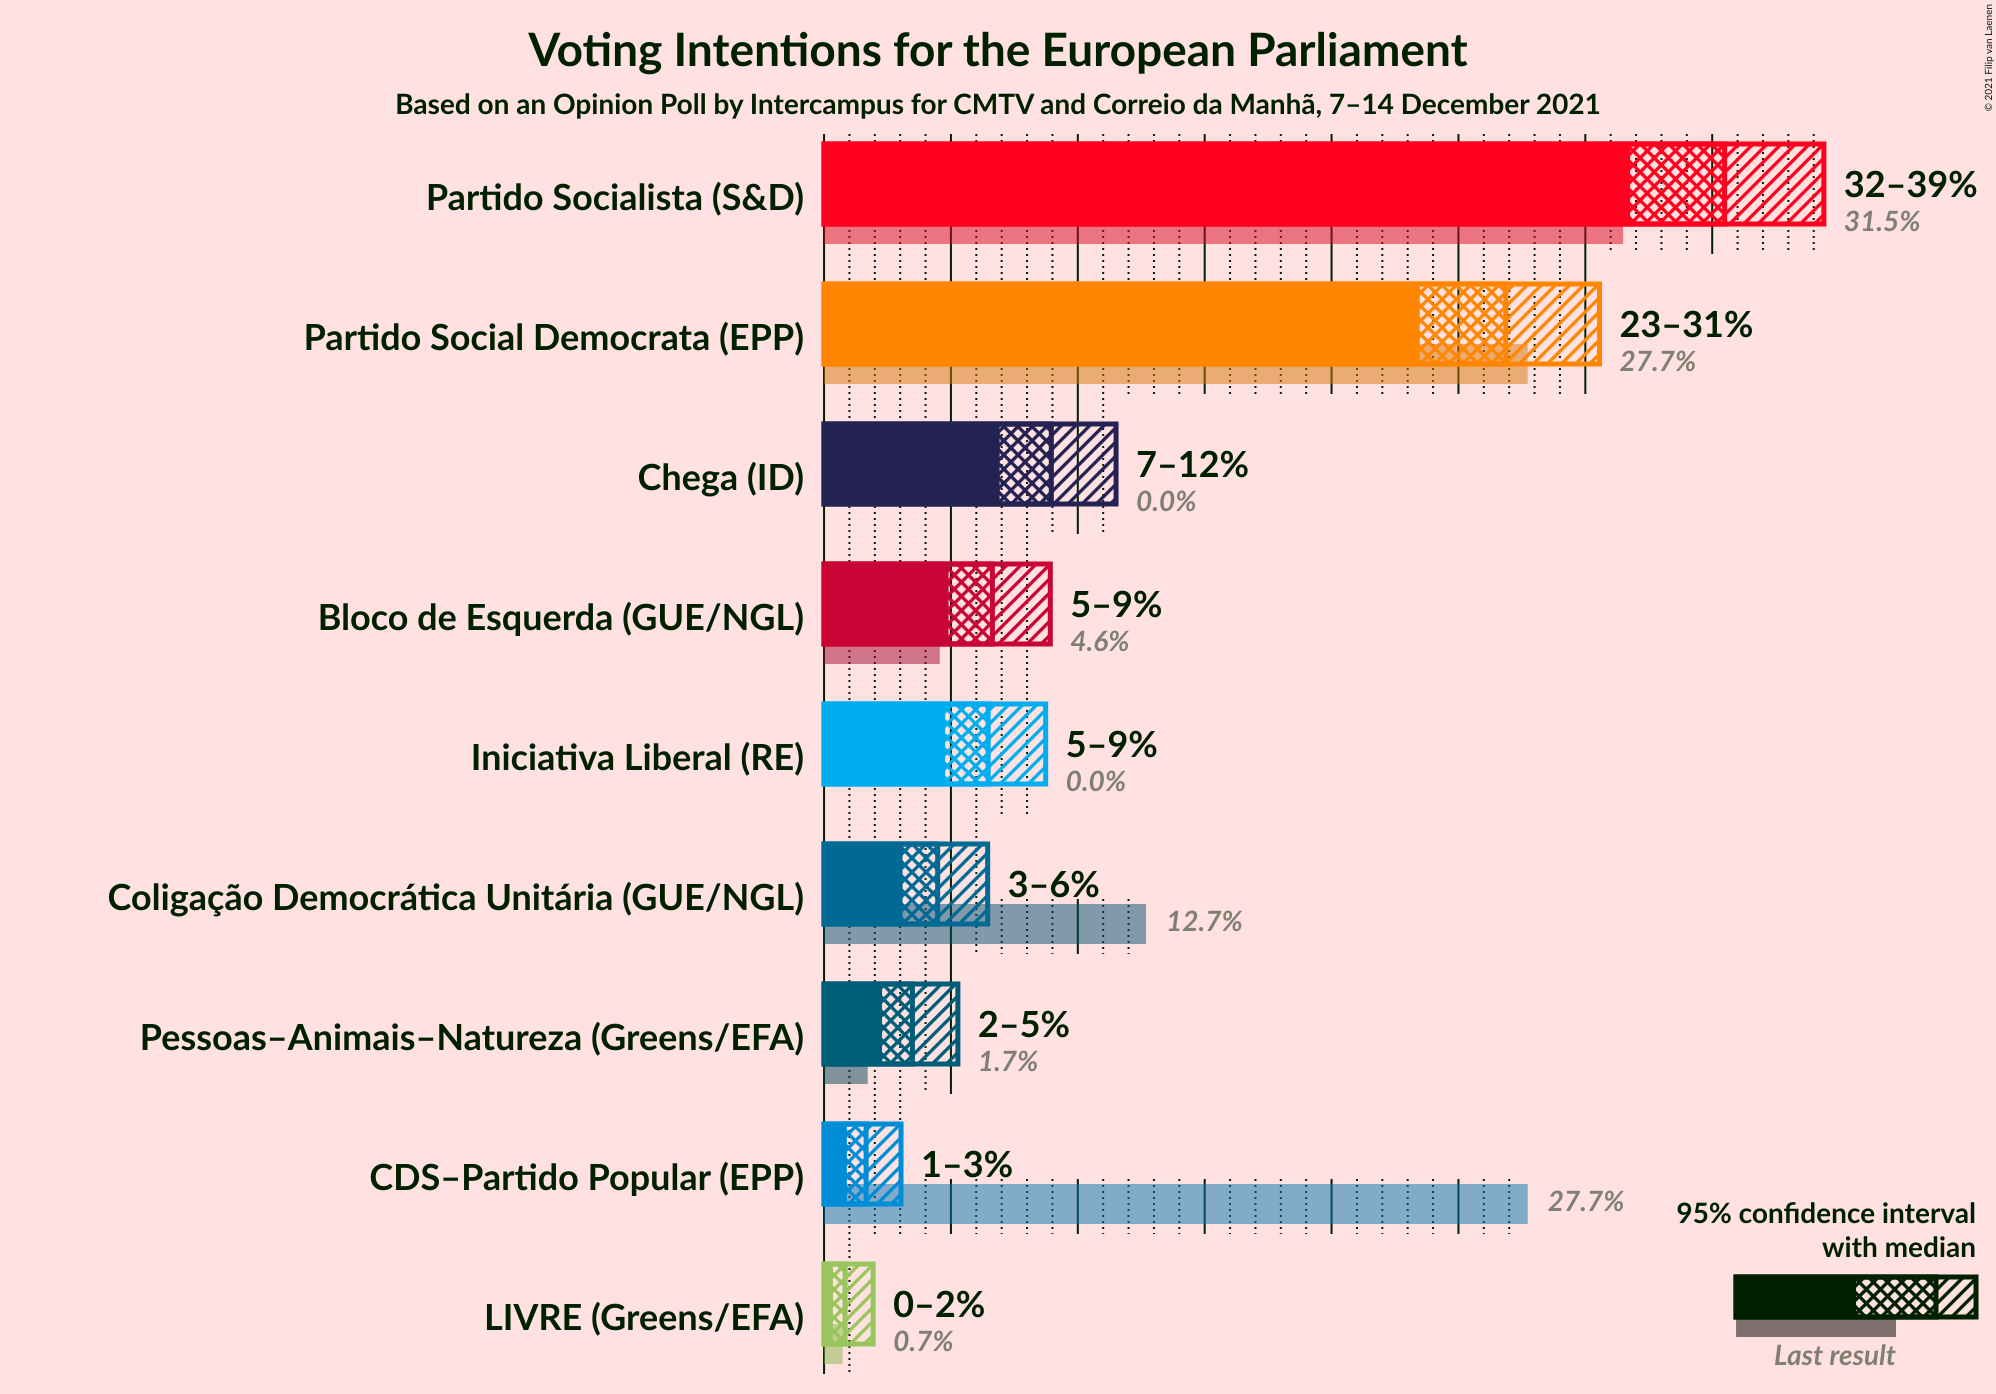 Voting Intentions for the European Parliament
Based on an Opinion Poll by Intercampus for CMTV and Correio da Manhã, 7–14 December 2021
© 2021 Filip van Laenen
Partido Socialista (S&D)
32–39%
31.5%
Partido Social Democrata (EPP)
23–31%
27.7%
Chega (ID)
7–12%
0.0%
Bloco de Esquerda (GUE/NGL)
5–9%
4.6%
Iniciativa Liberal (RE)
5–9%
0.0%
Coligação Democrática Unitária (GUE/NGL)
3–6%
12.7%
Pessoas–Animais–Natureza (Greens/EFA)
2–5%
1.7%
CDS–Partido Popular (EPP)
1–3%
27.7%
LIVRE (Greens/EFA)
0–2%
0.7%
95% confidence interval
with median
Last result